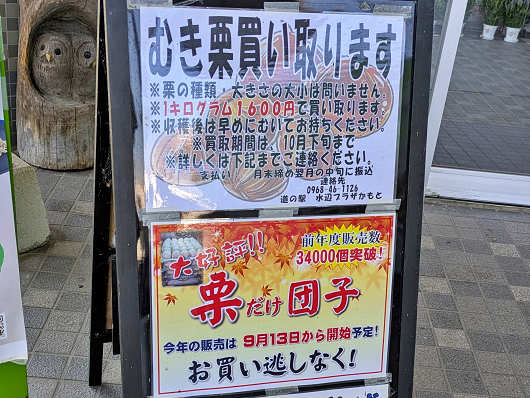 むき栗買い取ります
※栗の種類・大きさの大小は問いません。
※1キログラム1600円で買い取ります。
※収穫後は早めにむいてお持ちください。
※買取期間は、10月下旬まで
※詳しくは下記までご連絡ください。
支払い 月末締め翌月の中旬に振込
連絡先
0968-46-1126
道の駅 水辺プラザかもと
大好評!!
前年度販売数
34000個突破!
栗だけ団子
今年の販売は 9月13日から開始予定!
お買い逃しなく!